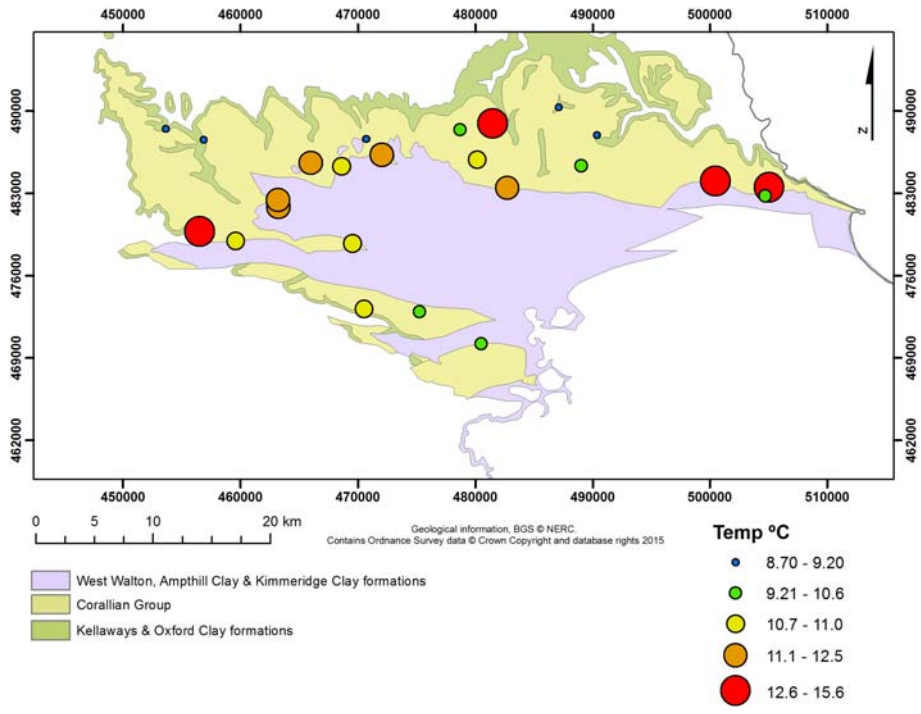 450000 460000 470000 480000 490000 500000 510000
490000 490000
483000 483000
476000 476000
469000 469000
462000 462000
N
450000 460000 470000 480000 490000 500000 510000
0 5 10 20 km
Geological information, BGS © NERC.
Contains Ordnance Survey data © Crown Copyright and database rights 2015
West Walton, Ampthill Clay & Kimmeridge Clay formations
Corallian Group
Kellaways & Oxford Clay formations
Temp ºC
8.70 - 9.20
9.21 - 10.6
10.7 - 11.0
11.1 - 12.5
12.6 - 15.6